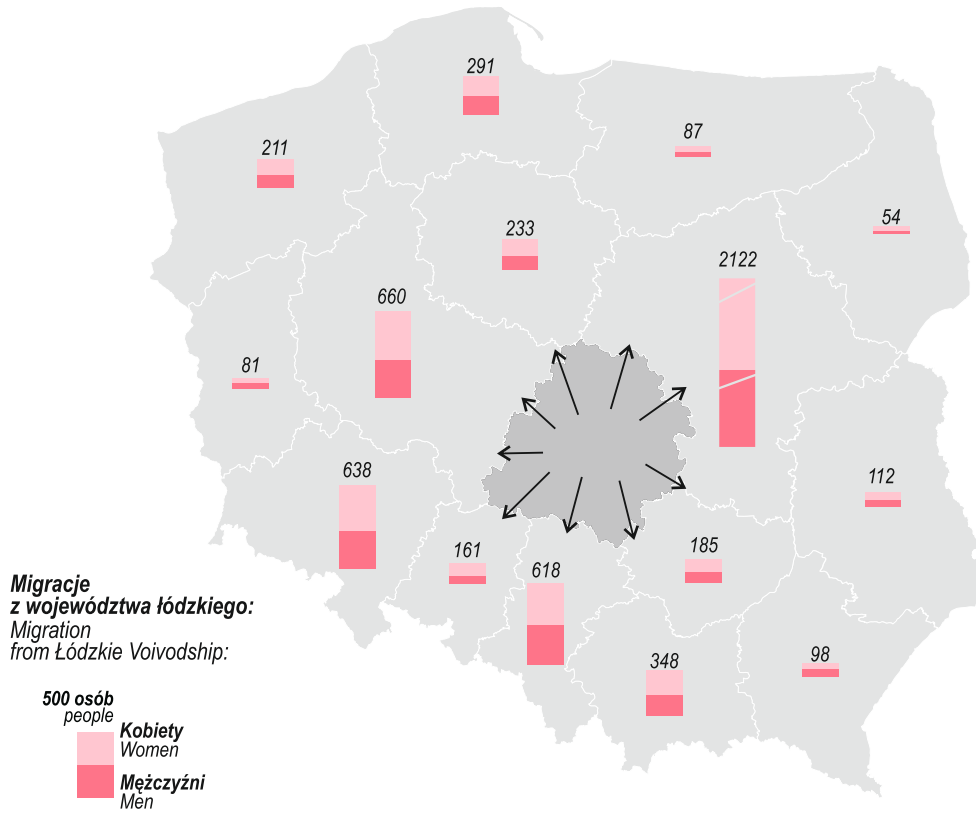 291
87
211
54
233
2122
660
81
638
112
161
185
618
348
98
Migracje
z województwa łódzkiego:
Migration
from Łódzkie Voivodship:
500 osób
people
Kobiety
Women
Mężczyźni
Men